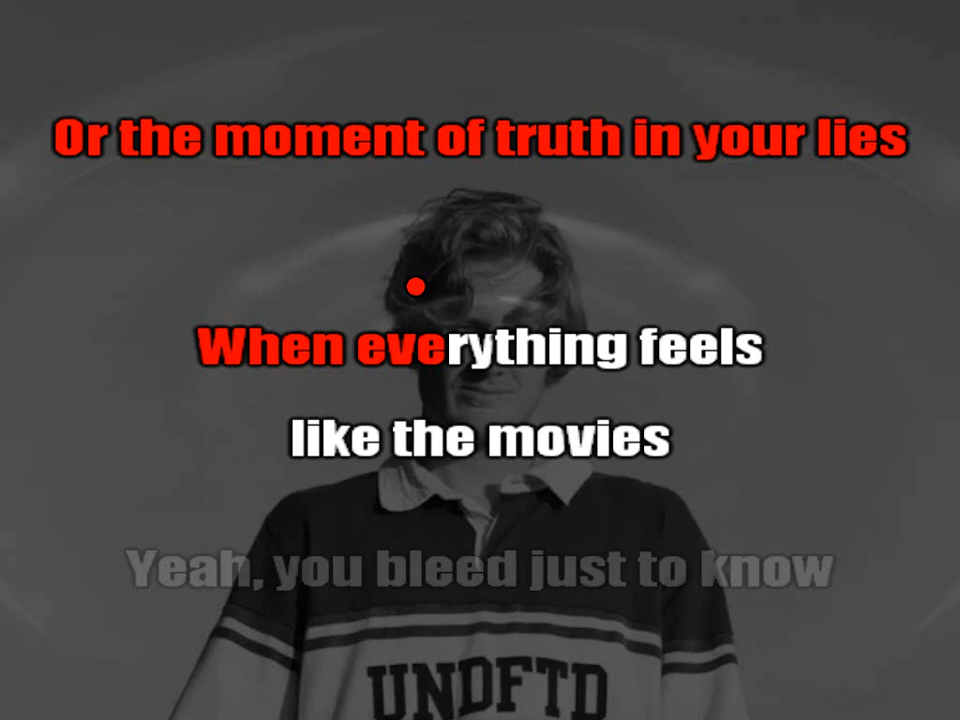 Or the moment of truth in your lies
When everything feels
like the movies
Yeah, you bleed just to know
UNDFTD